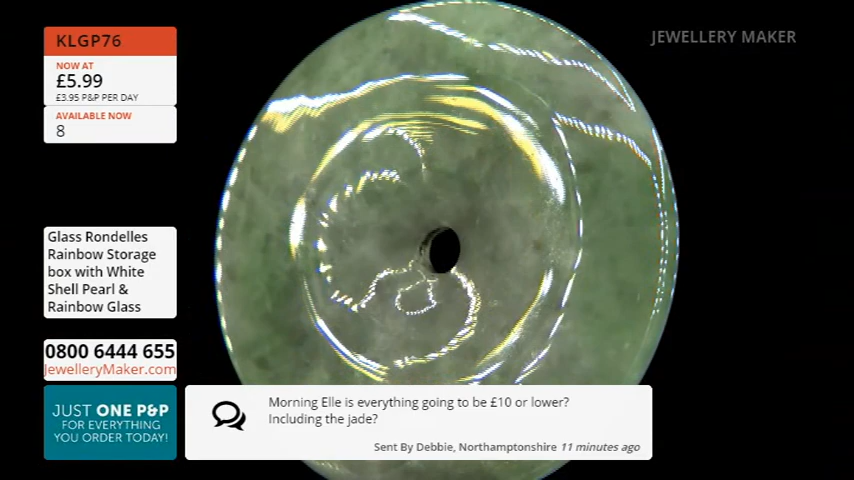 KLGP76
NOW AT
£5.99
£3.95 P&P PER DAY
AVAILABLE NOW
8
JEWELLERY MAKER
Glass Rondelles
Rainbow Storage
box with White
Shell Pearl &
Rainbow Glass
0800 6444 655
JewelleryMaker.com
JUST ONE P&P
FOR EVERYTHING
YOU ORDER TODAY!
Morning Elle is everything going to be £10 or lower?
Including the jade?
Sent By Debbie, Northamptonshire 11 minutes ago